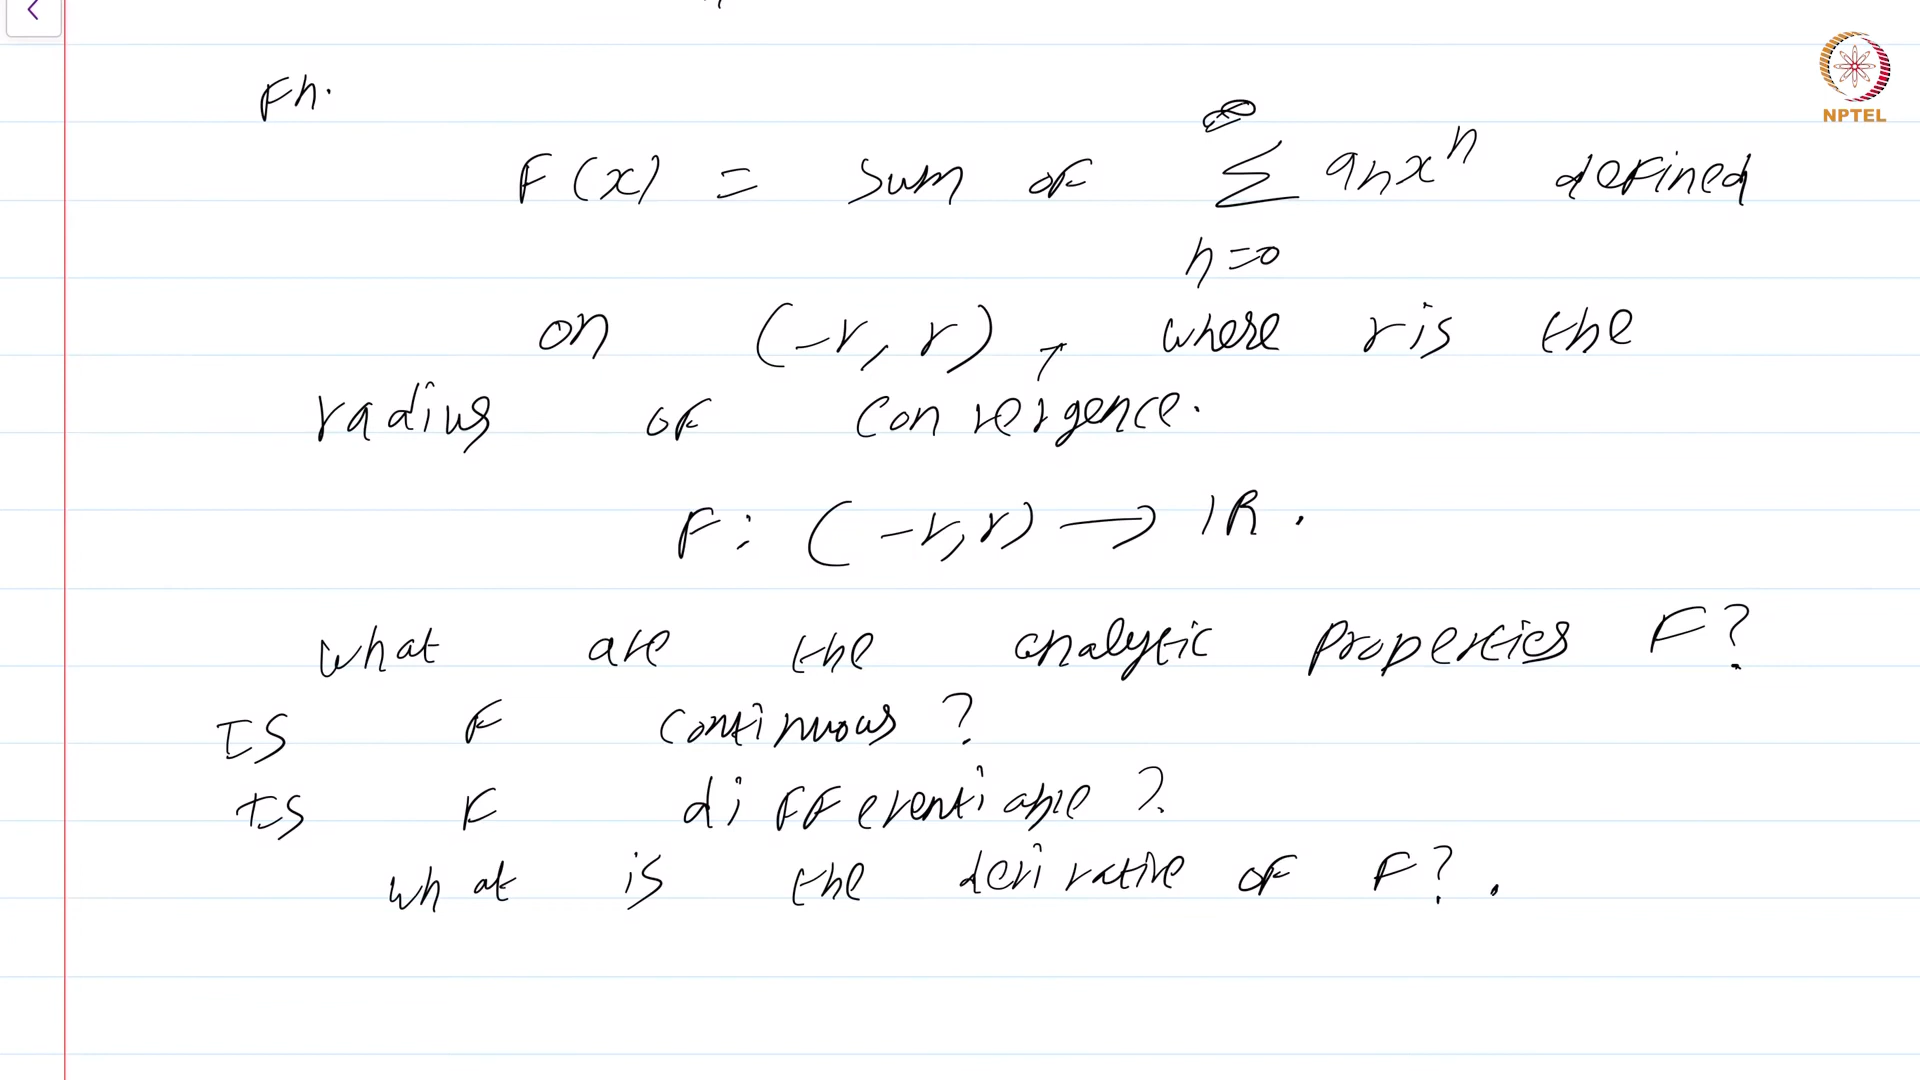 Fn.
NPTEL
∞
F(x) = sum of Σ aₙxⁿ defined
n=0
on (-r, r), where r is the
radius of convergence.
F: (-r, r) → ℝ.
what are the analytic properties F?
Is F continuous?
Is F differentiable?
what is the derivative of F?.